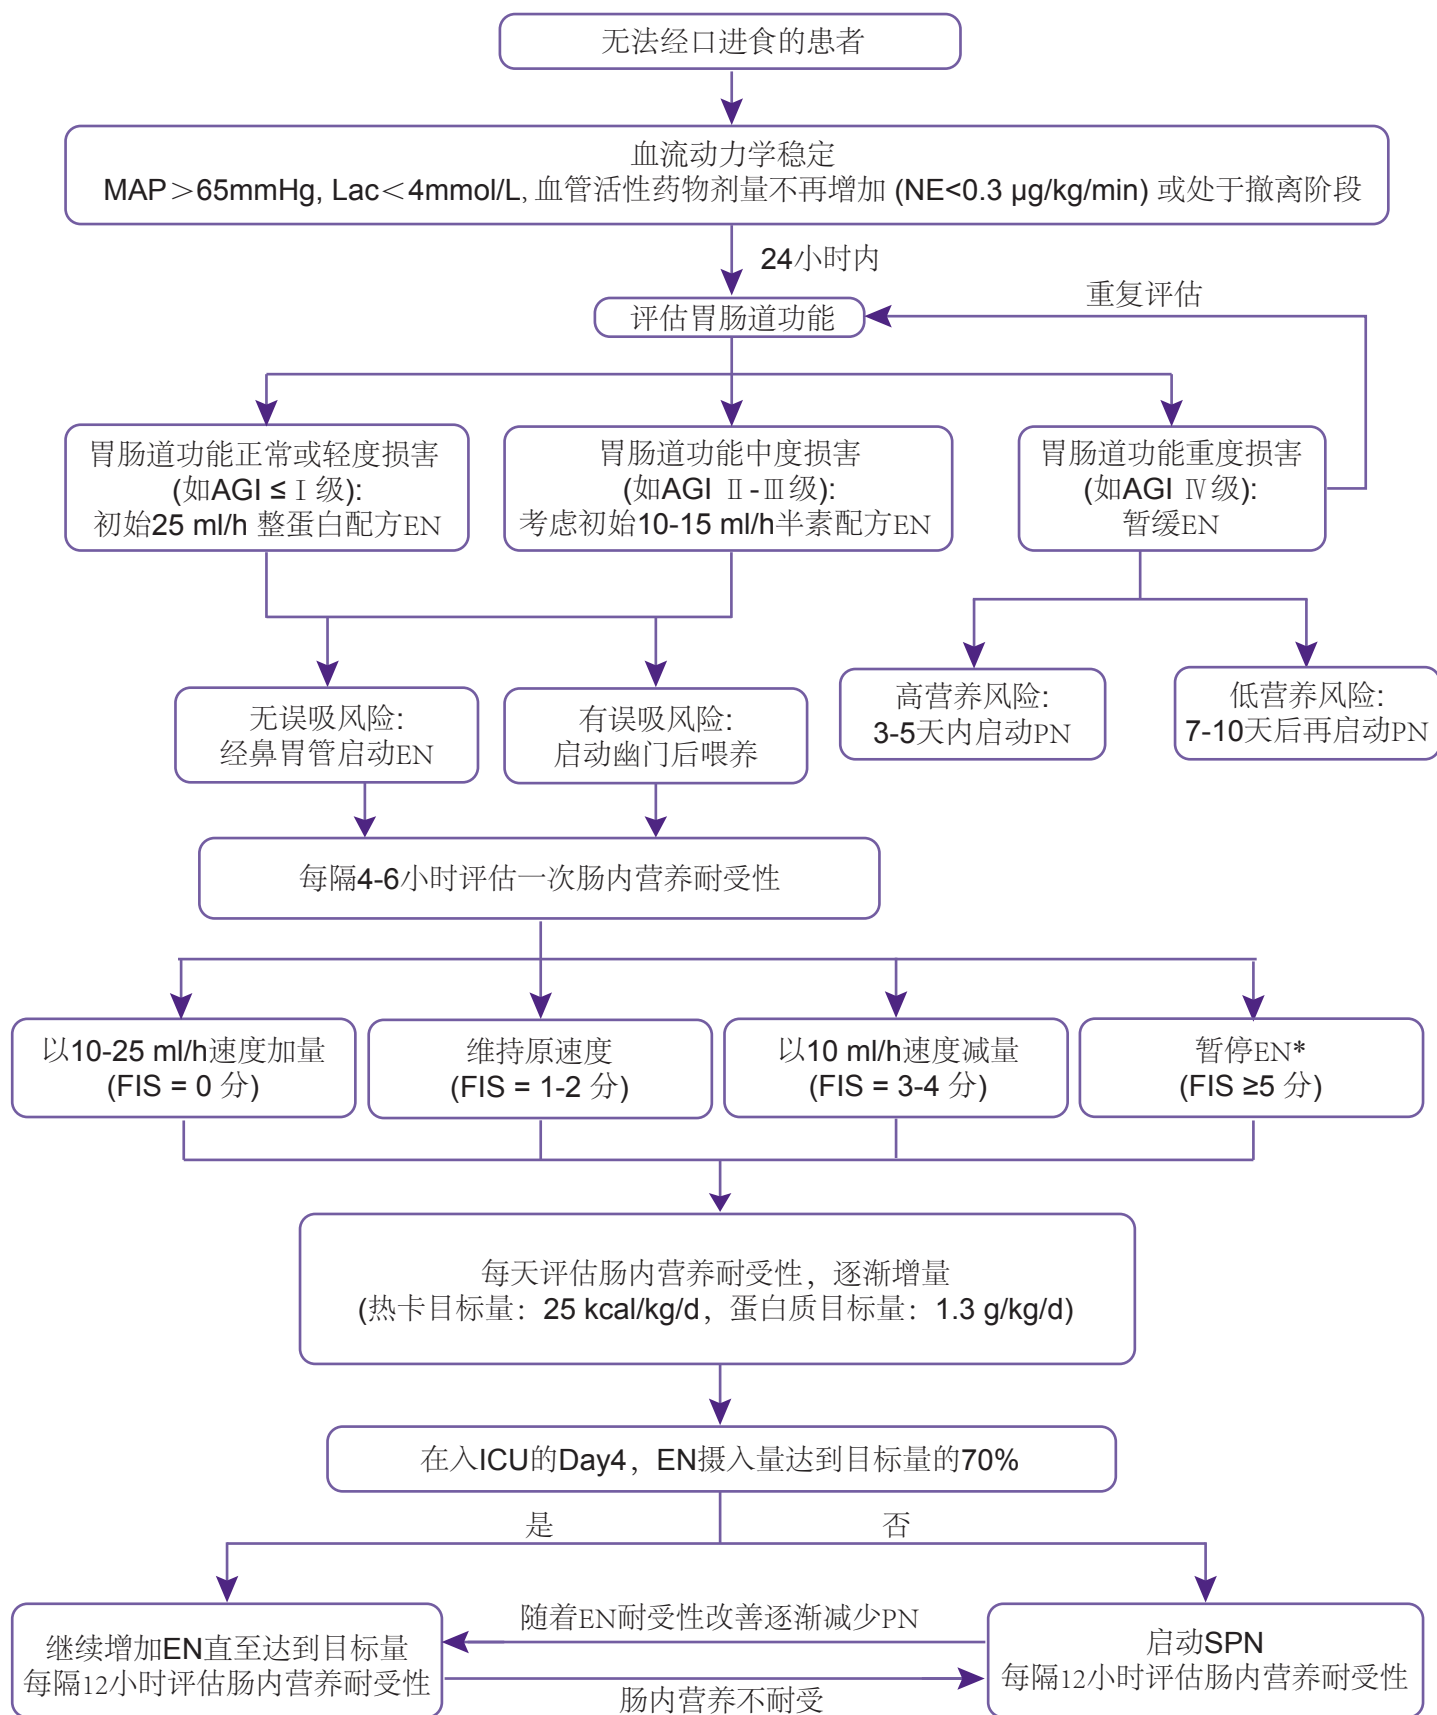 无法经口进食的患者
血流动力学稳定
MAP＞65mmHg, Lac＜4mmol/L, 血管活性药物剂量不再增加 (NE<0.3 µg/kg/min) 或处于撤离阶段
24小时内
重复评估
评估胃肠道功能
胃肠道功能正常或轻度损害
(如AGI ≤ Ⅰ 级):
初始25 ml/h 整蛋白配方EN
胃肠道功能中度损害
(如AGI Ⅱ-Ⅲ级):
考虑初始10-15 ml/h半素配方EN
胃肠道功能重度损害
(如AGI Ⅳ级):
暂缓EN
无误吸风险:
经鼻胃管启动EN
有误吸风险:
启动幽门后喂养
高营养风险:
3-5天内启动PN
低营养风险:
7-10天后再启动PN
每隔4-6小时评估一次肠内营养耐受性
以10-25 ml/h速度加量
(FIS = 0 分)
维持原速度
(FIS = 1-2 分)
以10 ml/h速度减量
(FIS = 3-4 分)
暂停EN*
(FIS ≥5 分)
每天评估肠内营养耐受性，逐渐增量
(热卡目标量：25 kcal/kg/d，蛋白质目标量：1.3 g/kg/d)
在入ICU的Day4，EN摄入量达到目标量的70%
是
否
继续增加EN直至达到目标量
每隔12小时评估肠内营养耐受性
随着EN耐受性改善逐渐减少PN
肠内营养不耐受
启动SPN
每隔12小时评估肠内营养耐受性